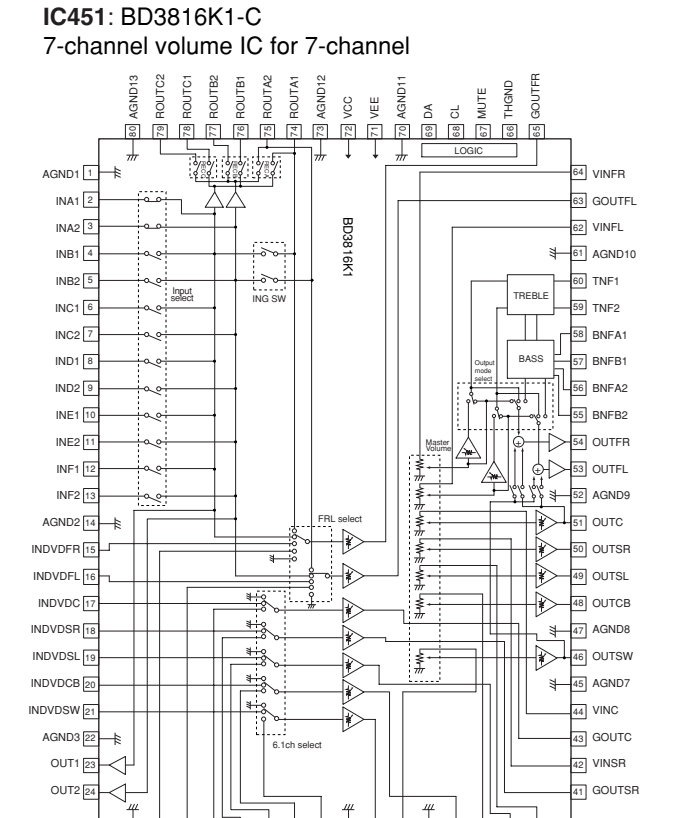 IC451: BD3816K1-C
7-channel volume IC for 7-channel
AGND13
ROUTC2
ROUTC1
ROUTB2
ROUTB1
ROUTA2
ROUTA1
AGND12
VCC
VEE
AGND11
DA
CL
MUTE
THGND
GOUTFR
80
79
78
77
76
75
74
73
72
71
70
69
68
67
66
65
LOGIC
AGND1 1
INA1 2
INA2 3
INB1 4
INB2 5
INC1 6
INC2 7
IND1 8
IND2 9
INE1 10
INE2 11
INF1 12
INF2 13
AGND2 14
INDVDFR 15
INDVDFL 16
INDVDC 17
INDVDSR 18
INDVDSL 19
INDVDCB 20
INDVDSW 21
AGND3 22
OUT1 23
OUT2 24
Input
select
ING SW
BD3816K1
FRL select
6.1ch select
Master
Volume
Output
mode
select
TREBLE
BASS
64 VINFR
63 GOUTFL
62 VINFL
61 AGND10
60 TNF1
59 TNF2
58 BNFA1
57 BNFB1
56 BNFA2
55 BNFB2
54 OUTFR
53 OUTFL
52 AGND9
51 OUTC
50 OUTSR
49 OUTSL
48 OUTCB
47 AGND8
46 OUTSW
45 AGND7
44 VINC
43 GOUTC
42 VINSR
41 GOUTSR